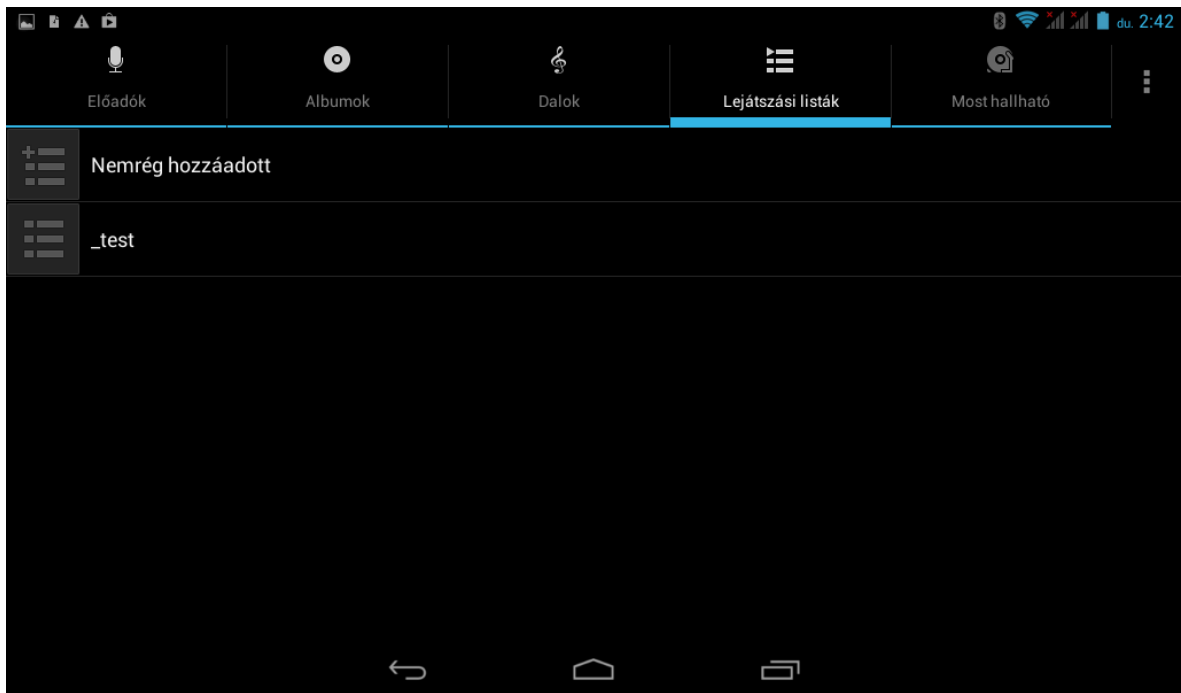 du. 2:42
Előadók Albumok Dalok Lejátszási listák Most hallható
Nemrég hozzáadott
_test